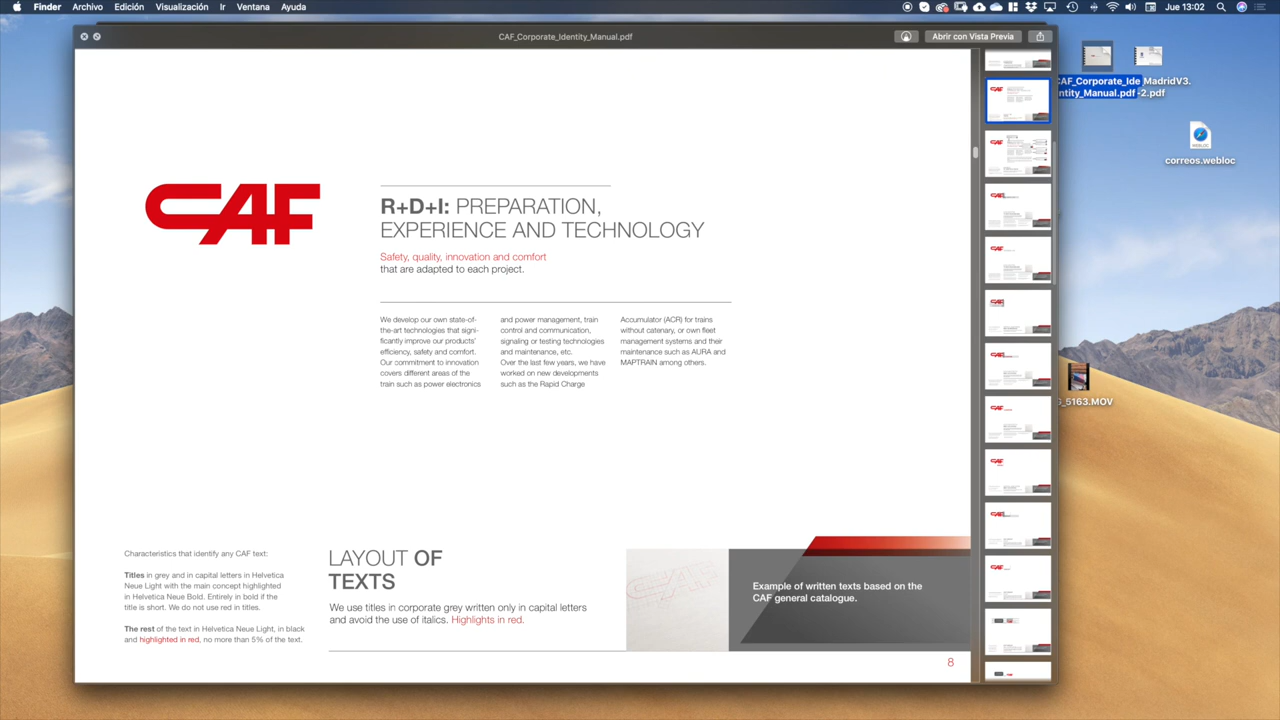 Finder Archivo Edición Visualización Ir Ventana Ayuda
Jue 13:02
CAF_Corporate_Identity_Manual.pdf
Abrir con Vista Previa
CAF
R+D+I: PREPARATION,
EXPERIENCE AND TECHNOLOGY
Safety, quality, innovation and comfort
that are adapted to each project.
We develop our own state-of-
the-art technologies that signi-
ficantly improve our products'
efficiency, safety and comfort.
Our commitment to innovation
covers different areas of the
train such as power electronics
and power management, train
control and communication,
signaling or testing technologies
and maintenance, etc.
Over the last few years, we have
worked on new developments
such as the Rapid Charge
Accumulator (ACR) for trains
without catenary, or own fleet
management systems and their
maintenance such as AURA and
MAPTRAIN among others.
Characteristics that identify any CAF text:
Titles in grey and in capital letters in Helvetica
Neue Light with the main concept highlighted
in Helvetica Neue Bold. Entirely in bold if the
title is short. We do not use red in titles.
The rest of the text in Helvetica Neue Light, in black
and highlighted in red, no more than 5% of the text.
LAYOUT OF
TEXTS
We use titles in corporate grey written only in capital letters
and avoid the use of italics. Highlights in red.
Example of written texts based on the
CAF general catalogue.
8
CAF_Corporate_Ide
ntity_Manual.pdf
MadridV3.
-2.pdf
WEBLOC
correos.webloc
_5163.MOV